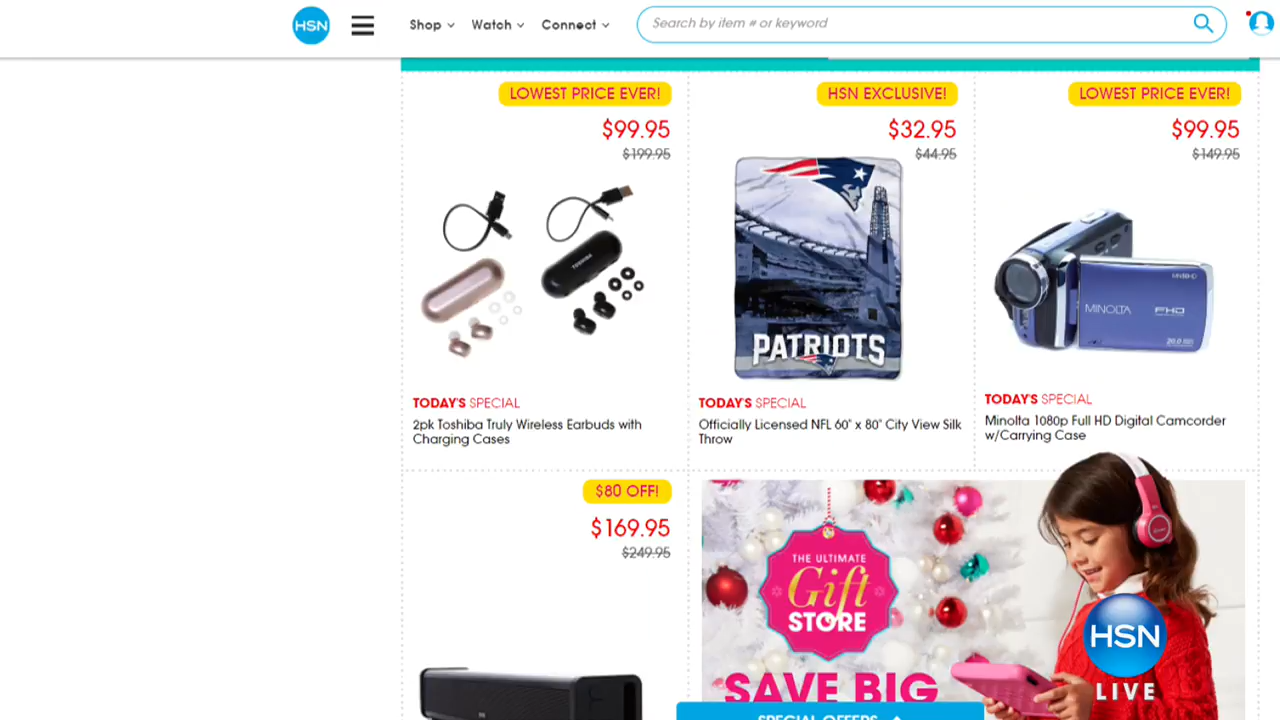 HSN
Shop
Watch
Connect
Search by item # or keyword
LOWEST PRICE EVER!
$99.95
$199.95
TOSHIBA
TODAY'S SPECIAL
2pk Toshiba Truly Wireless Earbuds with
Charging Cases
HSN EXCLUSIVE!
$32.95
$44.95
PATRIOTS
TODAY'S SPECIAL
Officially Licensed NFL 60" x 80" City View Silk
Throw
LOWEST PRICE EVER!
$99.95
$149.95
MINOLTA
FHD
TODAY'S SPECIAL
Minolta 1080p Full HD Digital Camcorder
w/Carrying Case
$80 OFF!
$169.95
$249.95
THE ULTIMATE
Gift
STORE
SAVE BIG
HSN
LIVE
SPECIAL OFFERS